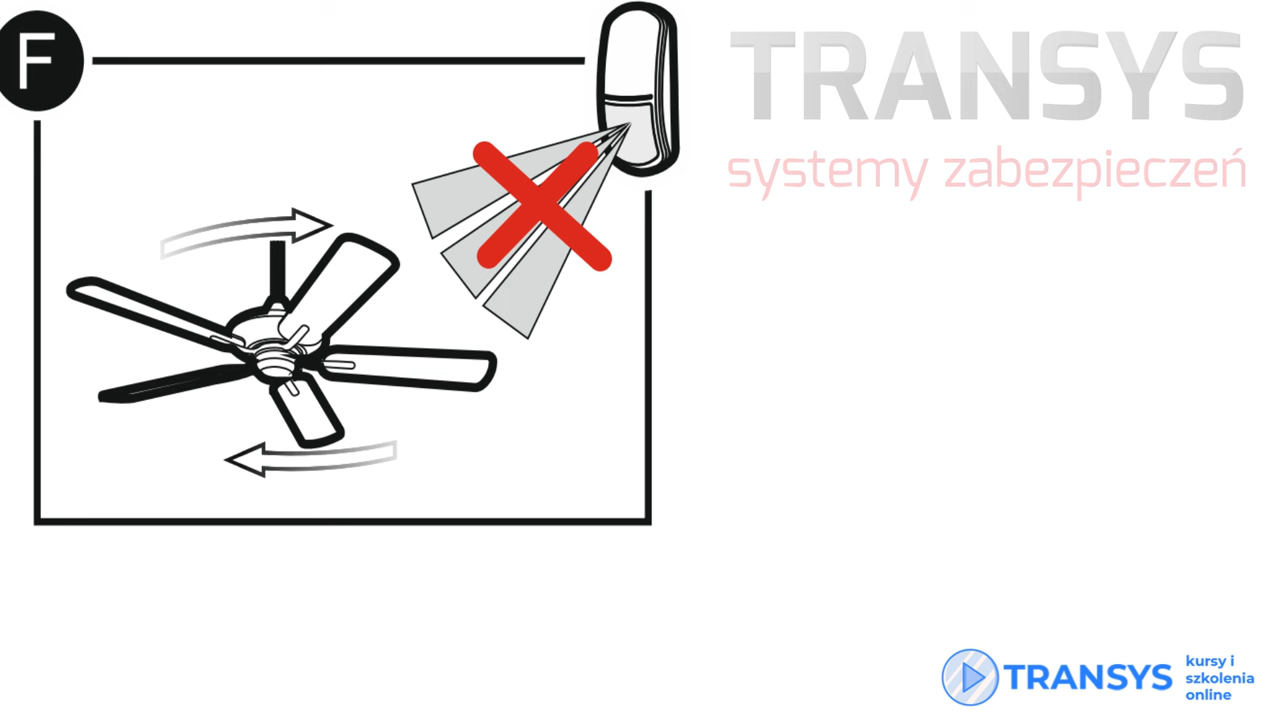 F
TRANSYS
systemy zabezpieczeń
TRANSYS
kursy i
szkolenia
online